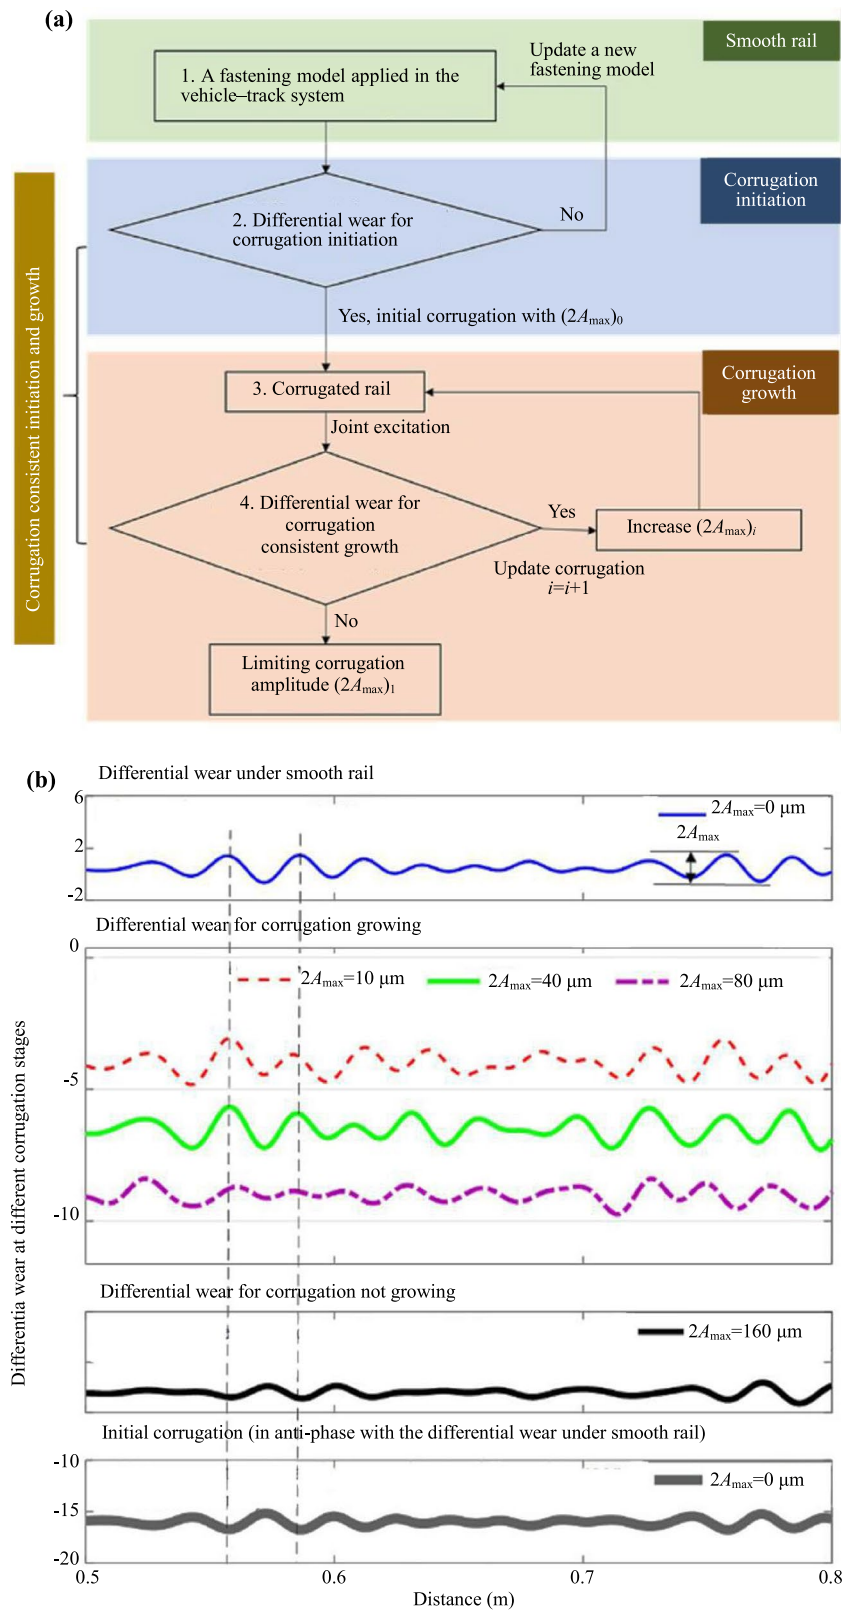 (a)
Smooth rail
Update a new
fastening model
1. A fastening model applied in the
vehicle–track system
Corrugation
initiation
2. Differential wear for
corrugation initiation
No
Yes, initial corrugation with (2Amax)0
Corrugation consistent initiation and growth
Corrugation
growth
3. Corrugated rail
Joint excitation
4. Differential wear for
corrugation
consistent growth
Yes
Increase (2Amax)i
Update corrugation
i=i+1
No
Limiting corrugation
amplitude (2Amax)1
(b)
Differential wear under smooth rail
6
2
-2
2Amax=0 μm
2Amax
Differential wear for corrugation growing
0
-5
-10
2Amax=10 μm
2Amax=40 μm
2Amax=80 μm
Differentia wear at different corrugation stages
Differential wear for corrugation not growing
2Amax=160 μm
Initial corrugation (in anti-phase with the differential wear under smooth rail)
-10
-15
-20
2Amax=0 μm
0.5
0.6
0.7
0.8
Distance (m)